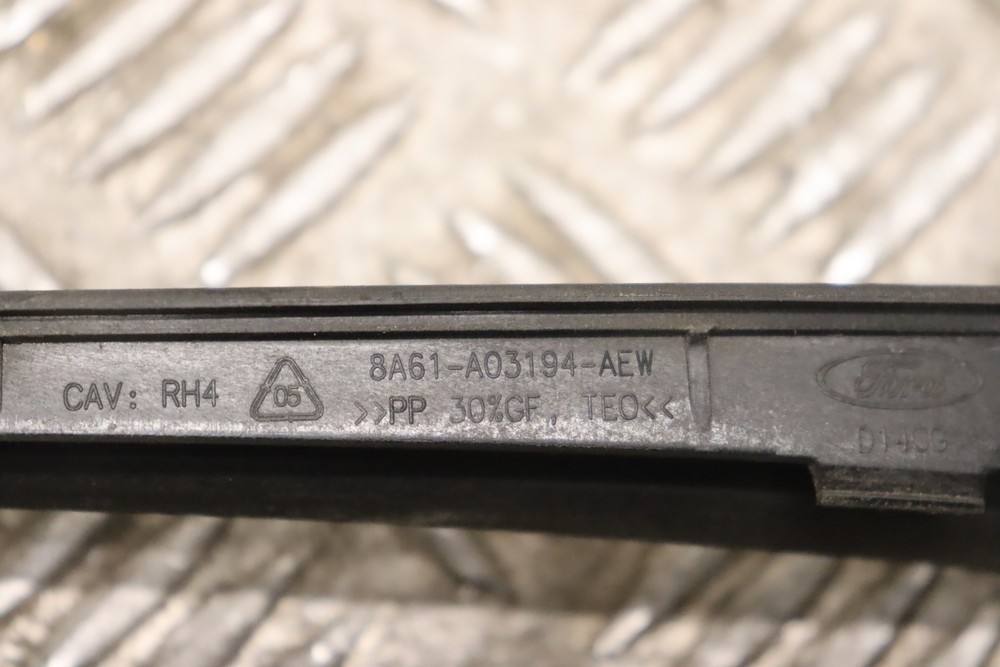 8A61-A03194-AEW
CAV: RH4
05
>>PP 30%GF, TEO<<
Ford